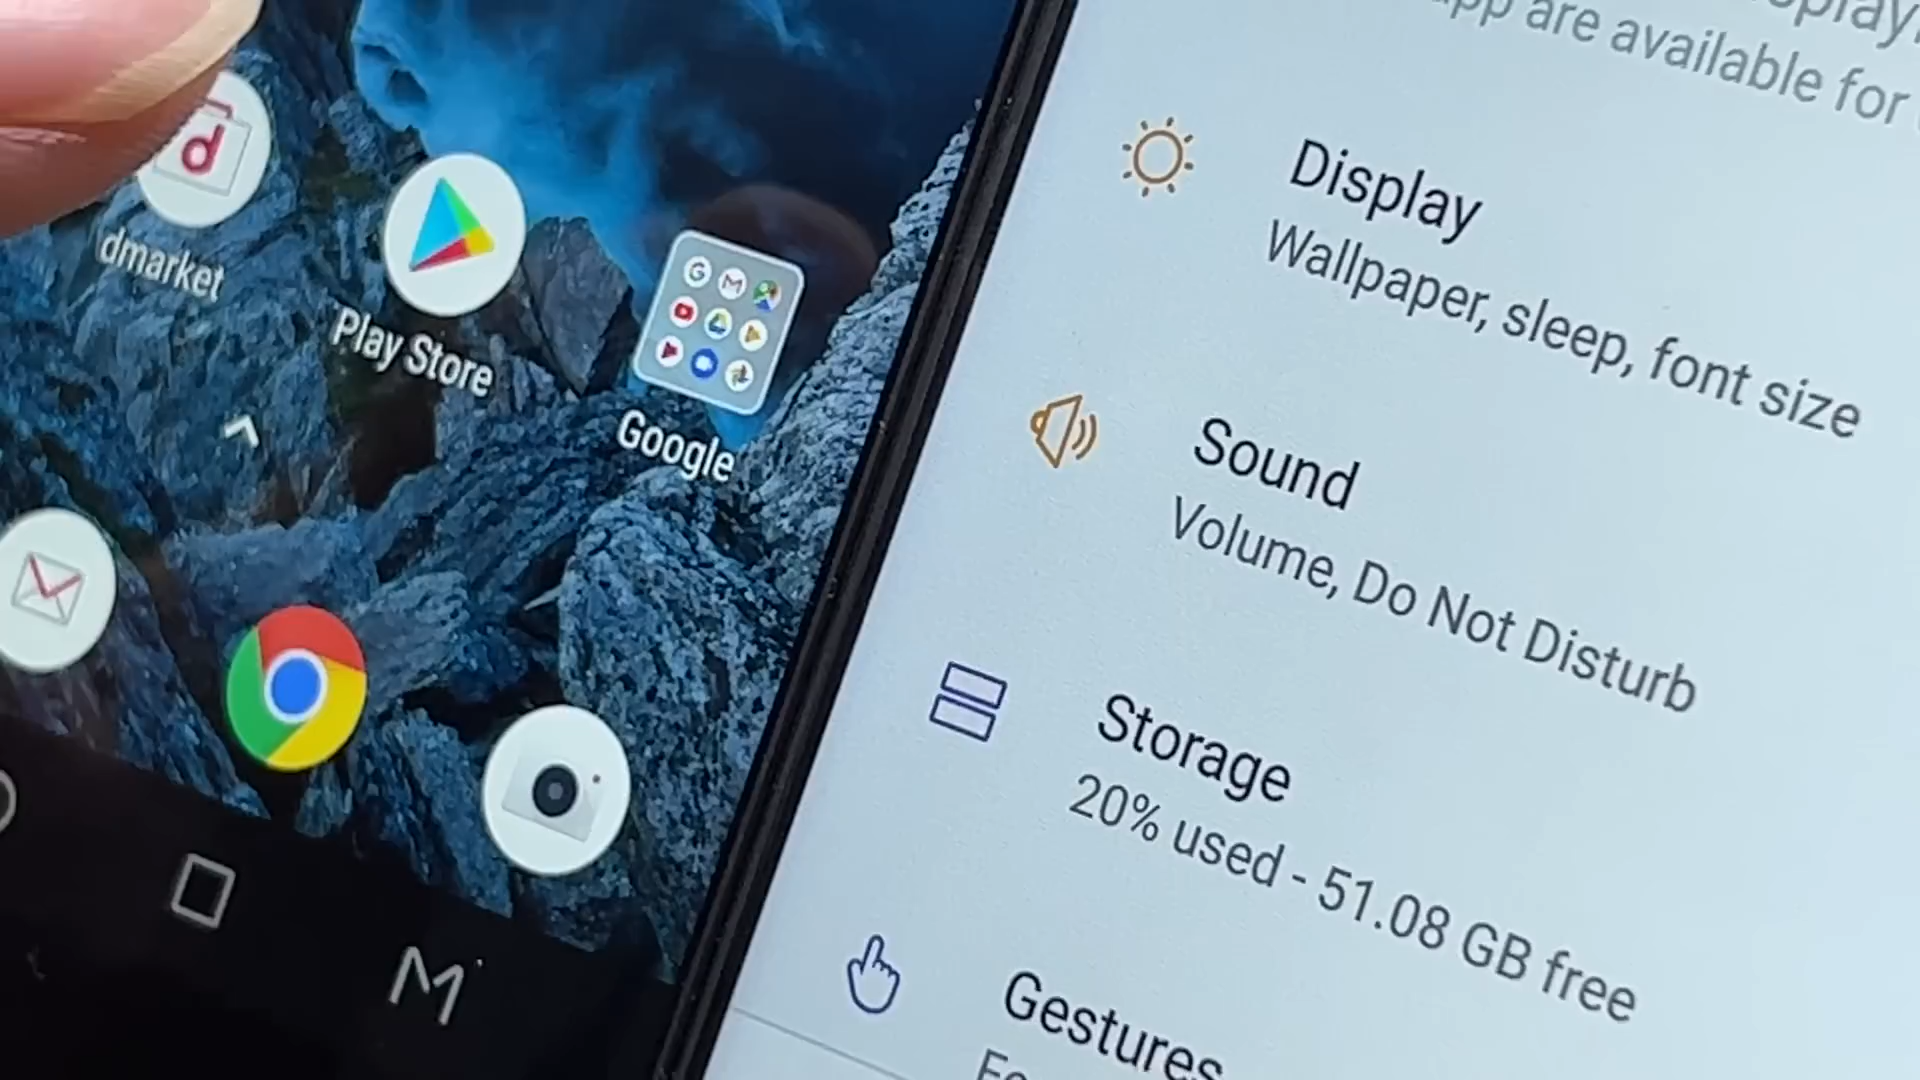 dmarket
Play Store
Google
app are available for
Display
Wallpaper, sleep, font size
Sound
Volume, Do Not Disturb
Storage
20% used - 51.08 GB free
Gestures